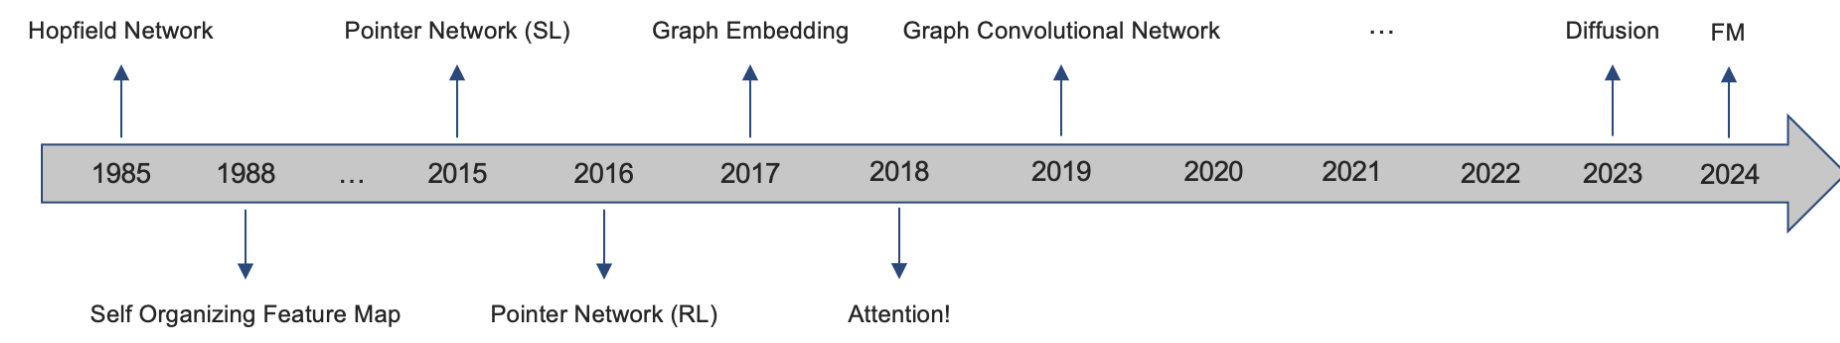 Hopfield Network Pointer Network (SL) Graph Embedding Graph Convolutional Network ... Diffusion FM
1985 1988 ... 2015 2016 2017 2018 2019 2020 2021 2022 2023 2024
Self Organizing Feature Map Pointer Network (RL) Attention!